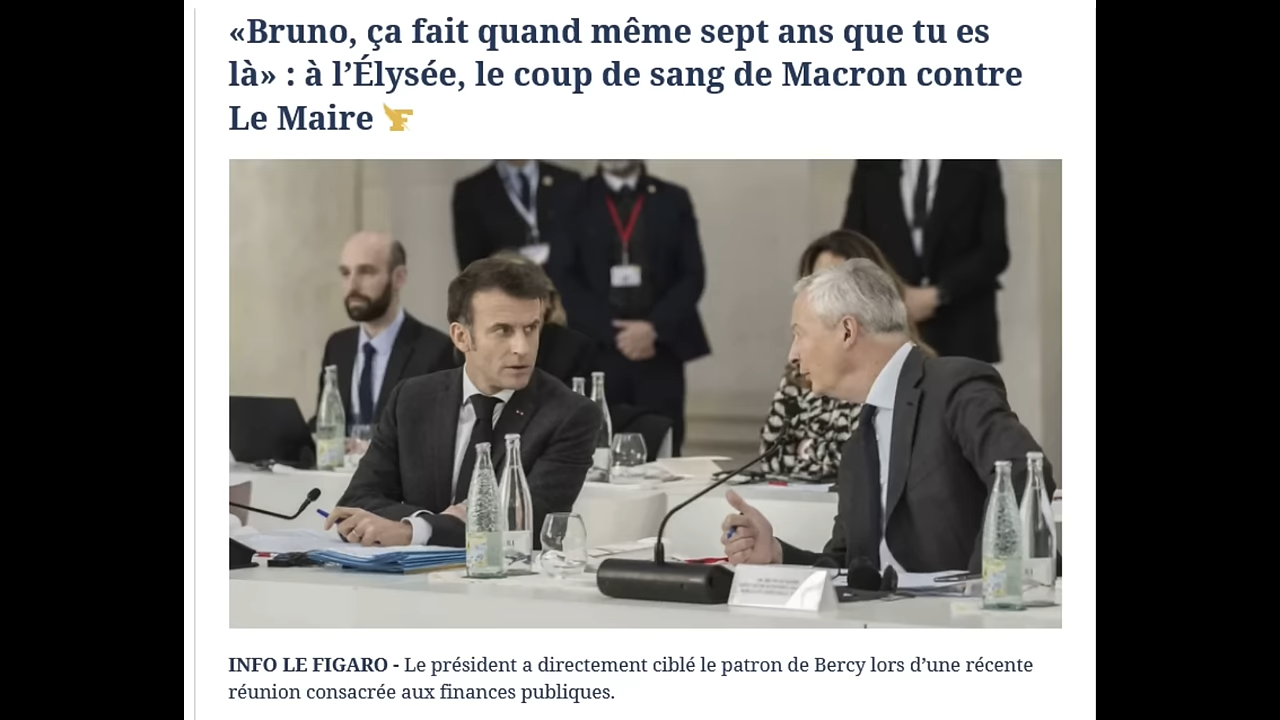 «Bruno, ça fait quand même sept ans que tu es
là» : à l’Élysée, le coup de sang de Macron contre
Le Maire
INFO LE FIGARO - Le président a directement ciblé le patron de Bercy lors d’une récente
réunion consacrée aux finances publiques.